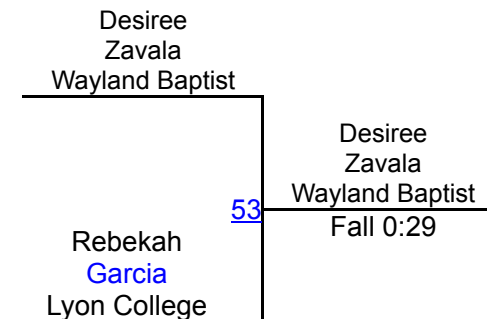 Desiree
Zavala
Wayland Baptist
Desiree
Zavala
Wayland Baptist
53
Fall 0:29
Rebekah
Garcia
Lyon College